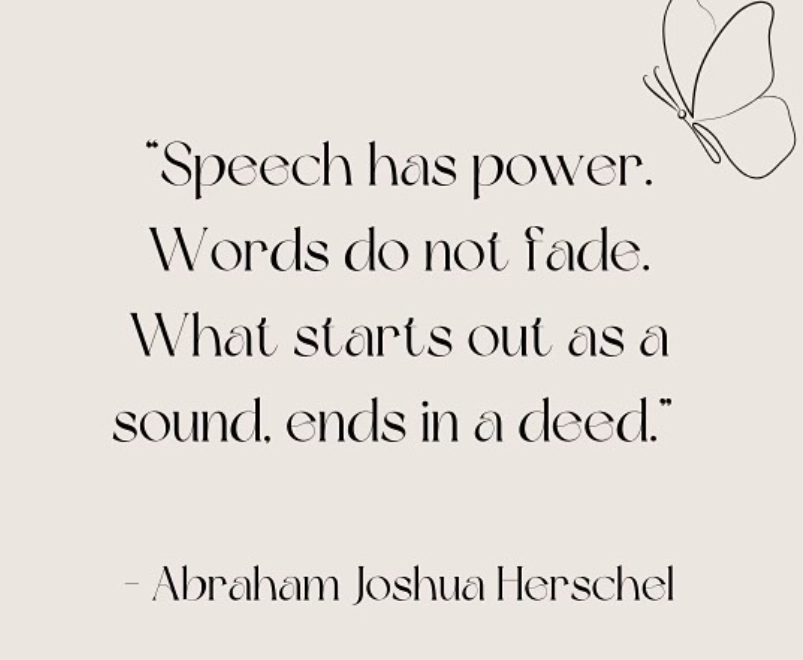 “Speech has power.
Words do not fade.
What starts out as a
sound, ends in a deed.”
- Abraham Joshua Herschel